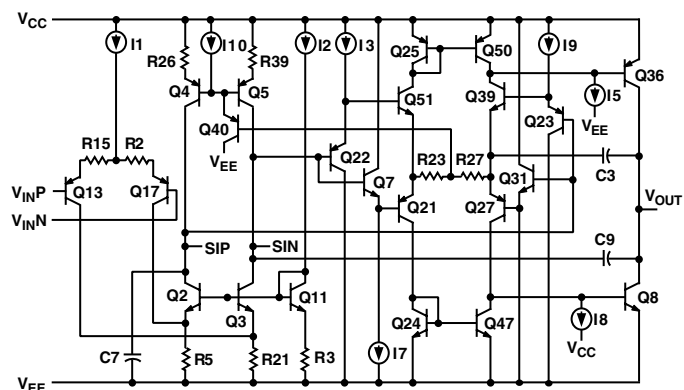 VCC
I1
I10
I2
I3
Q25
Q50
I9
R26
R39
Q36
Q4
Q5
Q51
Q39
I5
Q40
Q23
VEE
R15
R2
VEE
Q22
R23
R27
Q31
C3
VINP
Q13
Q17
Q7
Q21
Q27
VOUT
VINN
SIP
SIN
C9
Q2
Q3
Q11
Q8
Q24
Q47
I8
C7
R5
R21
R3
I7
VCC
VEE